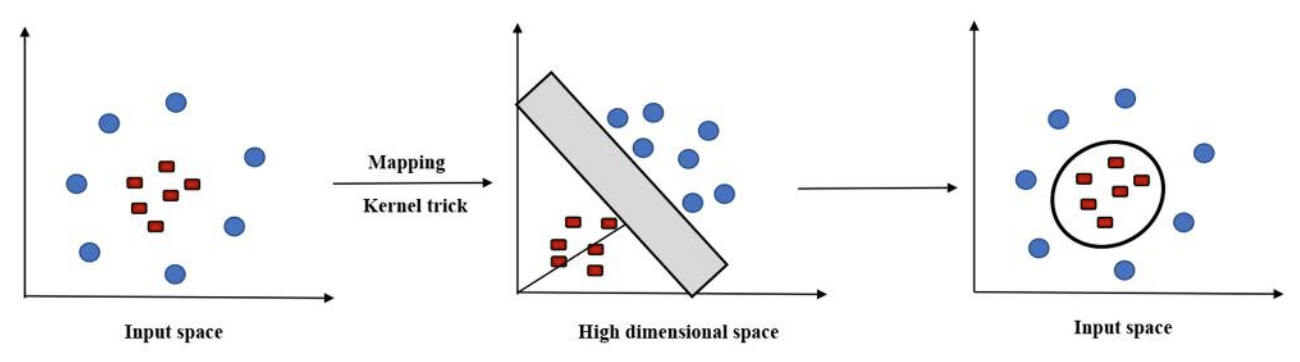 Mapping
Kernel trick
Input space
High dimensional space
Input space